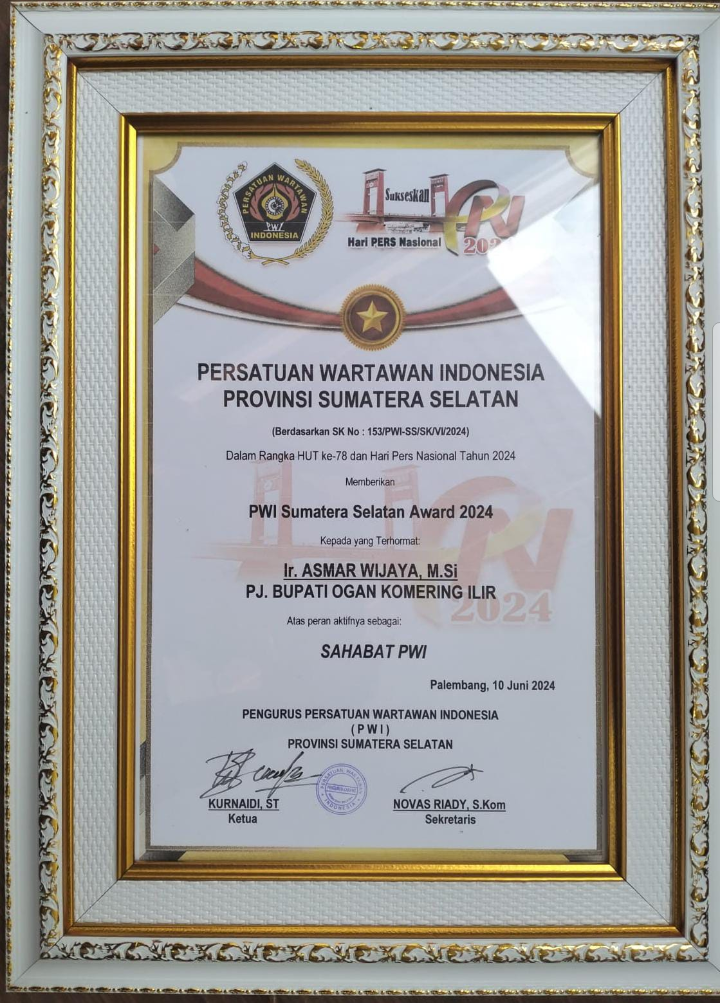 PERSATUAN WARTAWAN
PWI
INDONESIA
Sukseskan
Hari PERS Nasional
2024
PERSATUAN WARTAWAN INDONESIA
PROVINSI SUMATERA SELATAN
(Berdasarkan SK No : 153/PWI-SS/SK/VI/2024)
Dalam Rangka HUT ke-78 dan Hari Pers Nasional Tahun 2024
Memberikan
PWI Sumatera Selatan Award 2024
Kepada yang Terhormat:
Ir. ASMAR WIJAYA, M.Si
PJ. BUPATI OGAN KOMERING ILIR
2024
Atas peran aktifnya sebagai:
SAHABAT PWI
Palembang, 10 Juni 2024
PENGURUS PERSATUAN WARTAWAN INDONESIA
( P W I )
PROVINSI SUMATERA SELATAN
KURNAIDI, ST
Ketua
NOVAS RIADY, S.Kom
Sekretaris